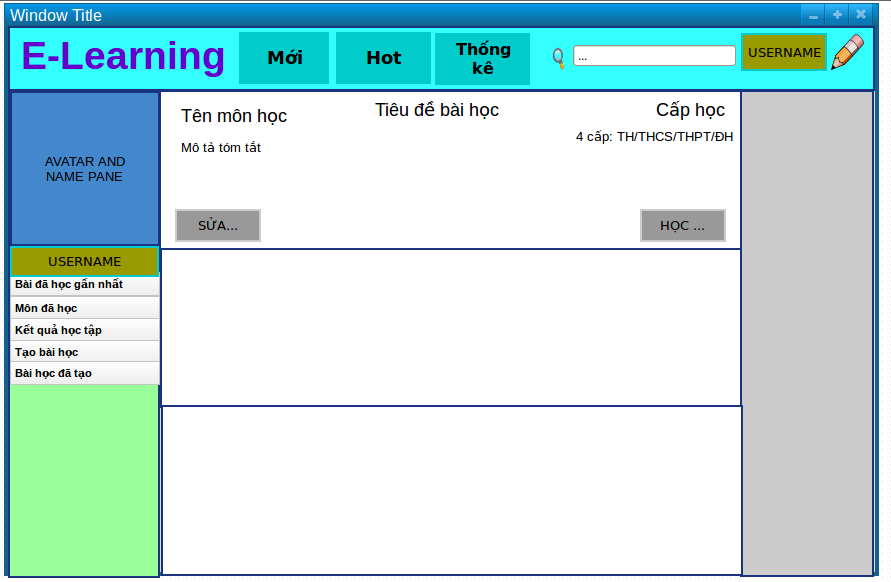 Window Title
E-Learning
Mới
Hot
Thống
kê
...
USERNAME
AVATAR AND
NAME PANE
Tên môn học
Tiêu đề bài học
Cấp học
Mô tả tóm tắt
4 cấp: TH/THCS/THPT/ĐH
SỬA...
HỌC ...
USERNAME
Bài đã học gần nhất
Môn đã học
Kết quả học tập
Tạo bài học
Bài học đã tạo